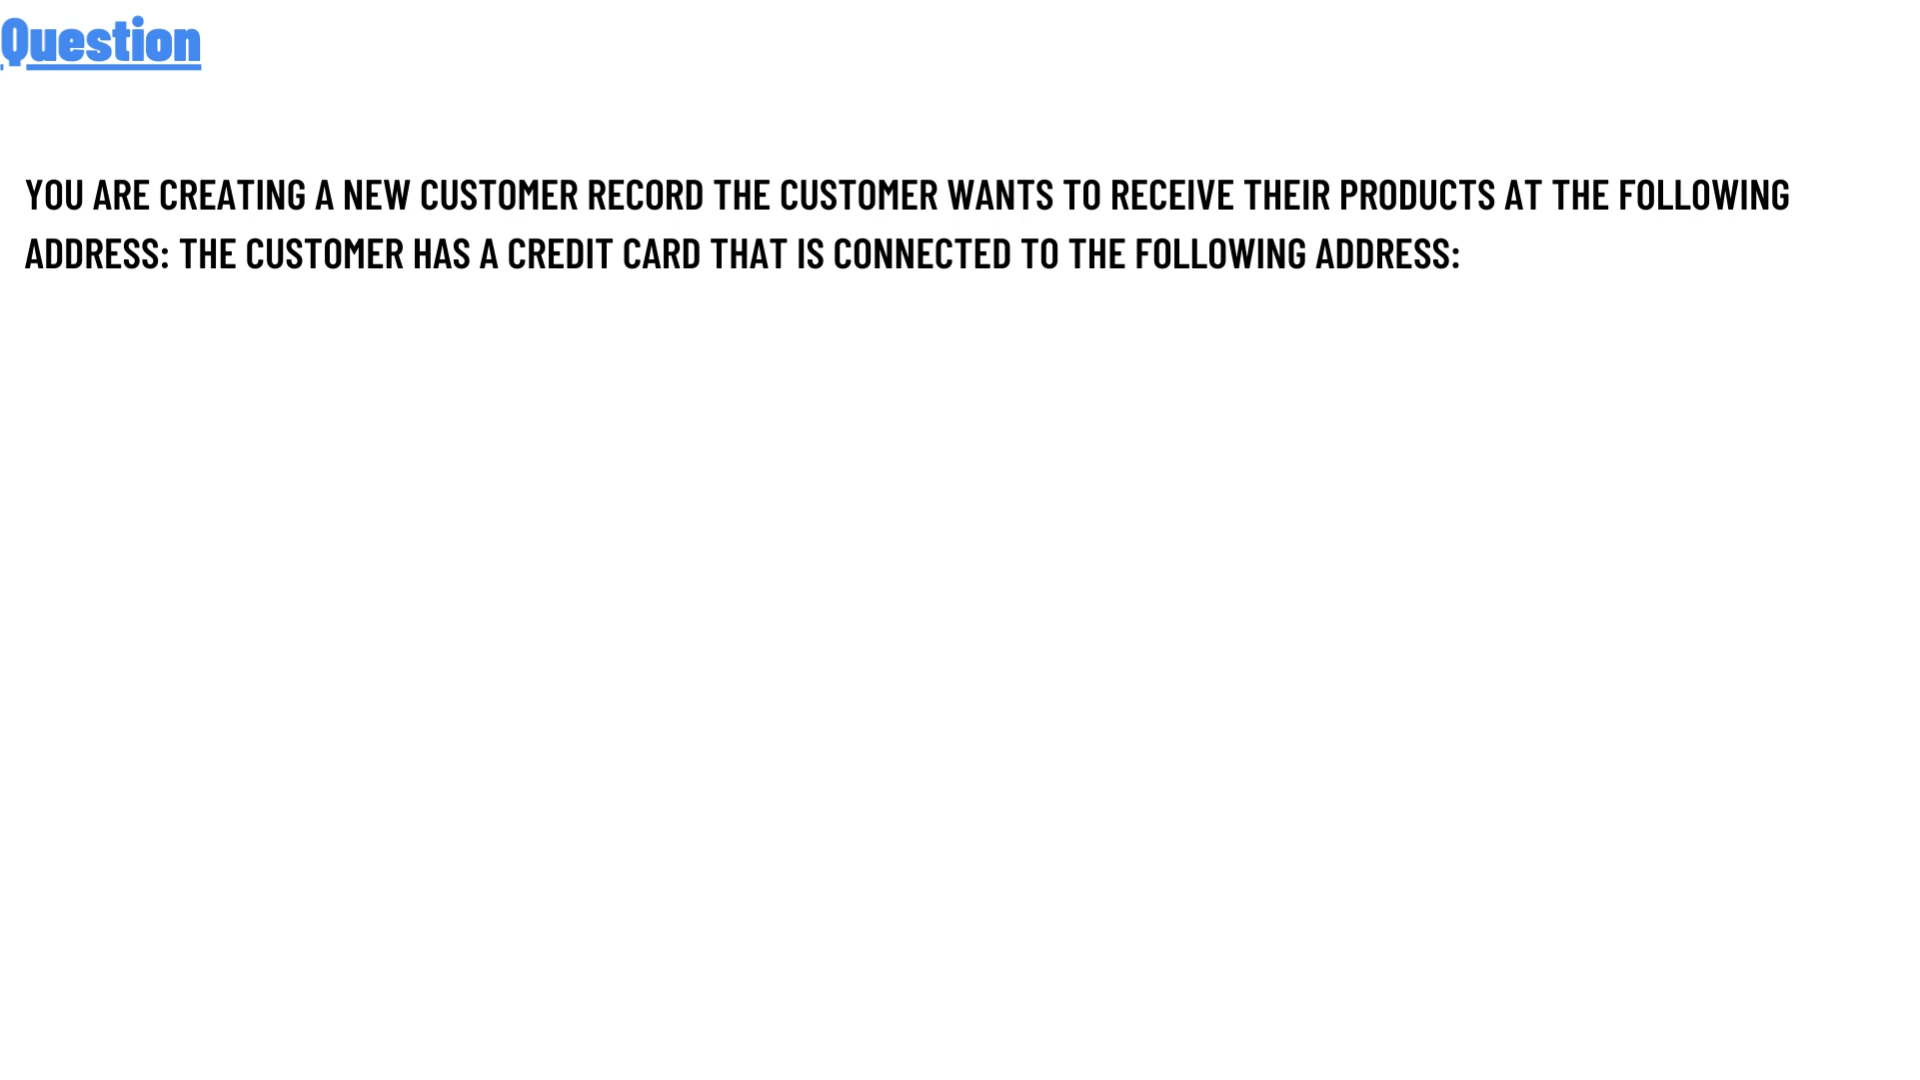 Question
YOU ARE CREATING A NEW CUSTOMER RECORD THE CUSTOMER WANTS TO RECEIVE THEIR PRODUCTS AT THE FOLLOWING
ADDRESS: THE CUSTOMER HAS A CREDIT CARD THAT IS CONNECTED TO THE FOLLOWING ADDRESS: